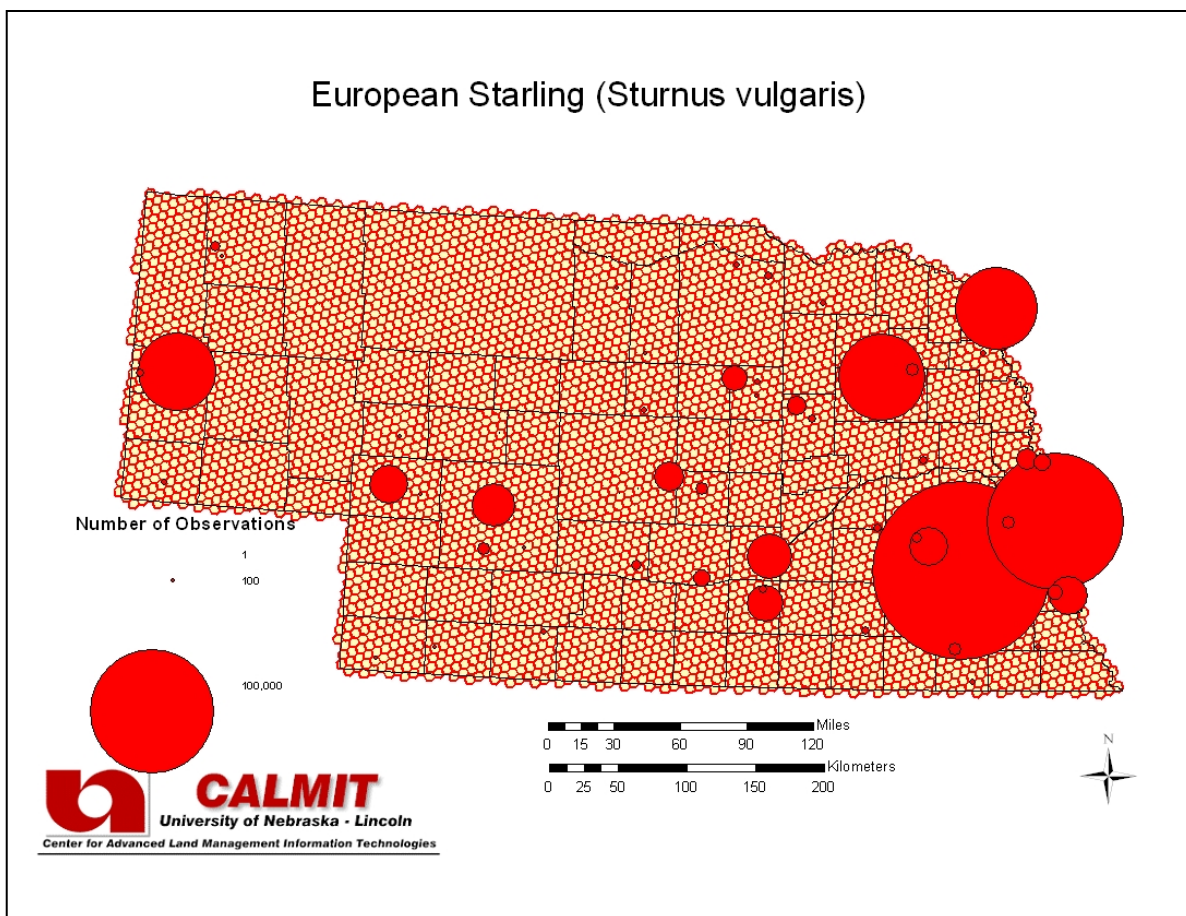 European Starling (Sturnus vulgaris)
Number of Observations
1
100
100,000
Miles
0 15 30 60 90 120
Kilometers
0 25 50 100 150 200
N
CALMIT
University of Nebraska - Lincoln
Center for Advanced Land Management Information Technologies